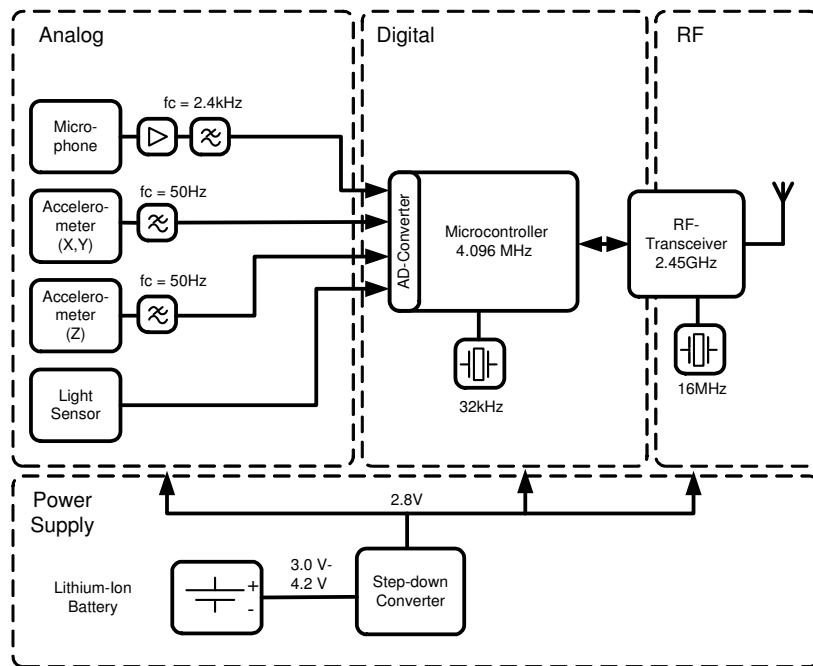 Analog
Digital
RF
fc = 2.4kHz
Micro-
phone
fc = 50Hz
Accelero-
meter
(X,Y)
fc = 50Hz
Accelero-
meter
(Z)
Light
Sensor
AD-Converter
Microcontroller
4.096 MHz
32kHz
RF-
Transceiver
2.45GHz
16MHz
Power
Supply
2.8V
Lithium-Ion
Battery
+
-
3.0 V-
4.2 V
Step-down
Converter